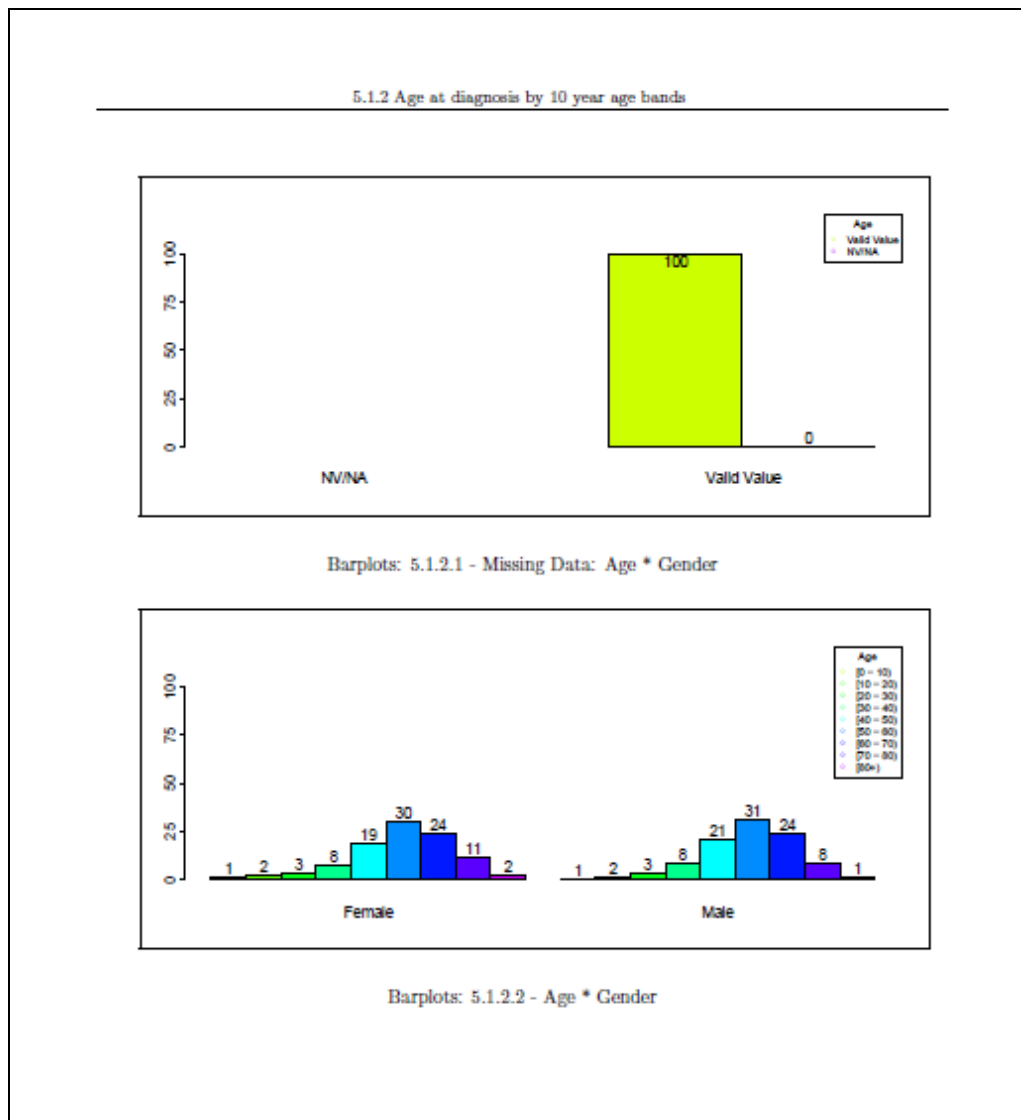 5.1.2 Age at diagnosis by 10 year age bands
Age
Valid Value
NV/NA
100
75
50
25
0
100
0
NV/NA
Valid Value
Barplots: 5.1.2.1 - Missing Data: Age * Gender
Age
[0 – 10)
[10 – 20)
[20 – 30)
[30 – 40)
[40 – 50)
[50 – 60)
[60 – 70)
[70 – 80)
[80+)
100
75
50
25
0
1 2 3 8 19 30 24 11 2
1 2 3 8 21 31 24 8 1
Female
Male
Barplots: 5.1.2.2 - Age * Gender